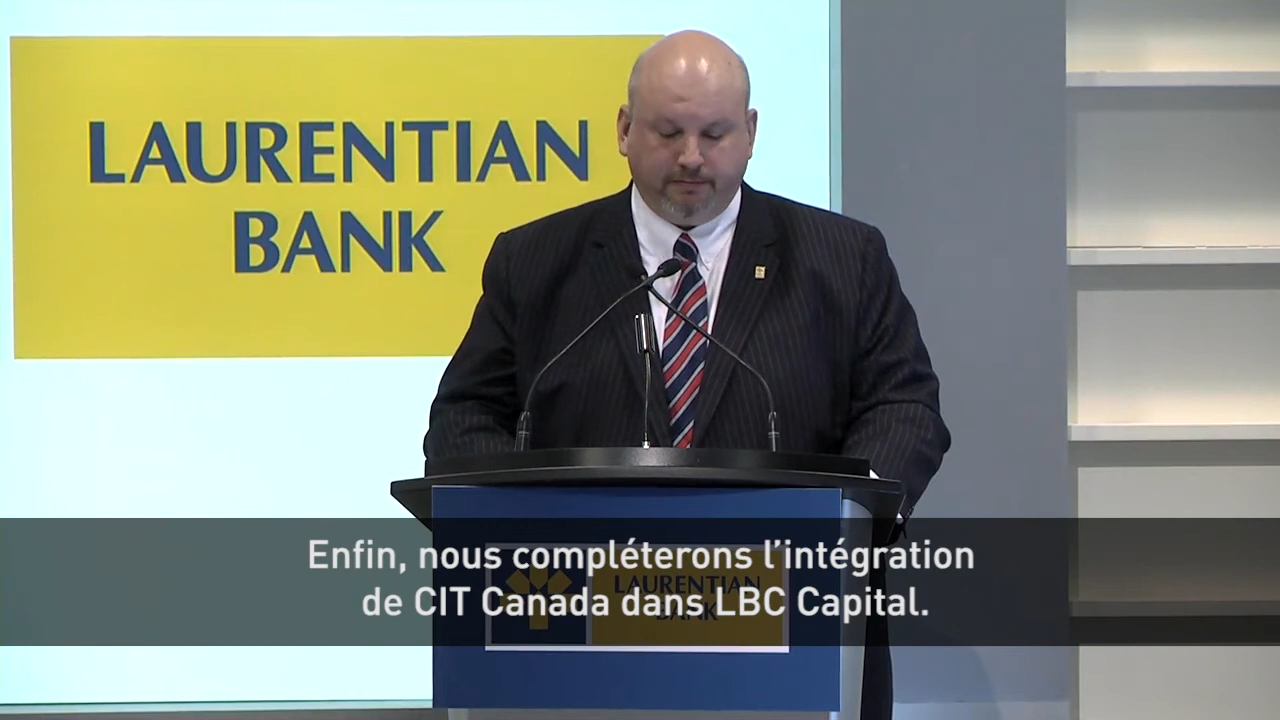 LAURENTIAN
BANK
Enfin, nous compléterons l'intégration
de CIT Canada dans LBC Capital.
LAURENTIAN
BANK